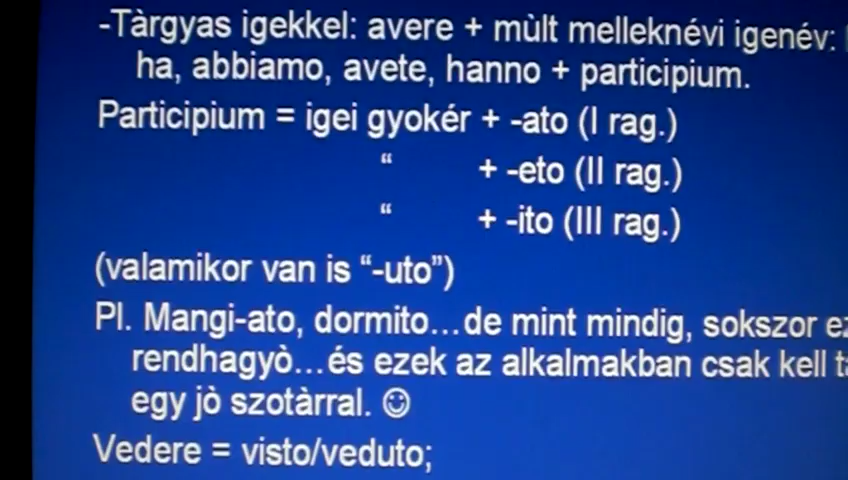 -Tàrgyas igekkel: avere + mùlt melleknévi igenév:
ha, abbiamo, avete, hanno + participium.
Participium = igei gyokér + -ato (I rag.)
“ + -eto (II rag.)
“ + -ito (III rag.)
(valamikor van is “-uto”)
Pl. Mangi-ato, dormito...de mint mindig, sokszor
rendhagyò...és ezek az alkalmakban csak kell
egy jò szotàrral. ☺
Vedere = visto/veduto;